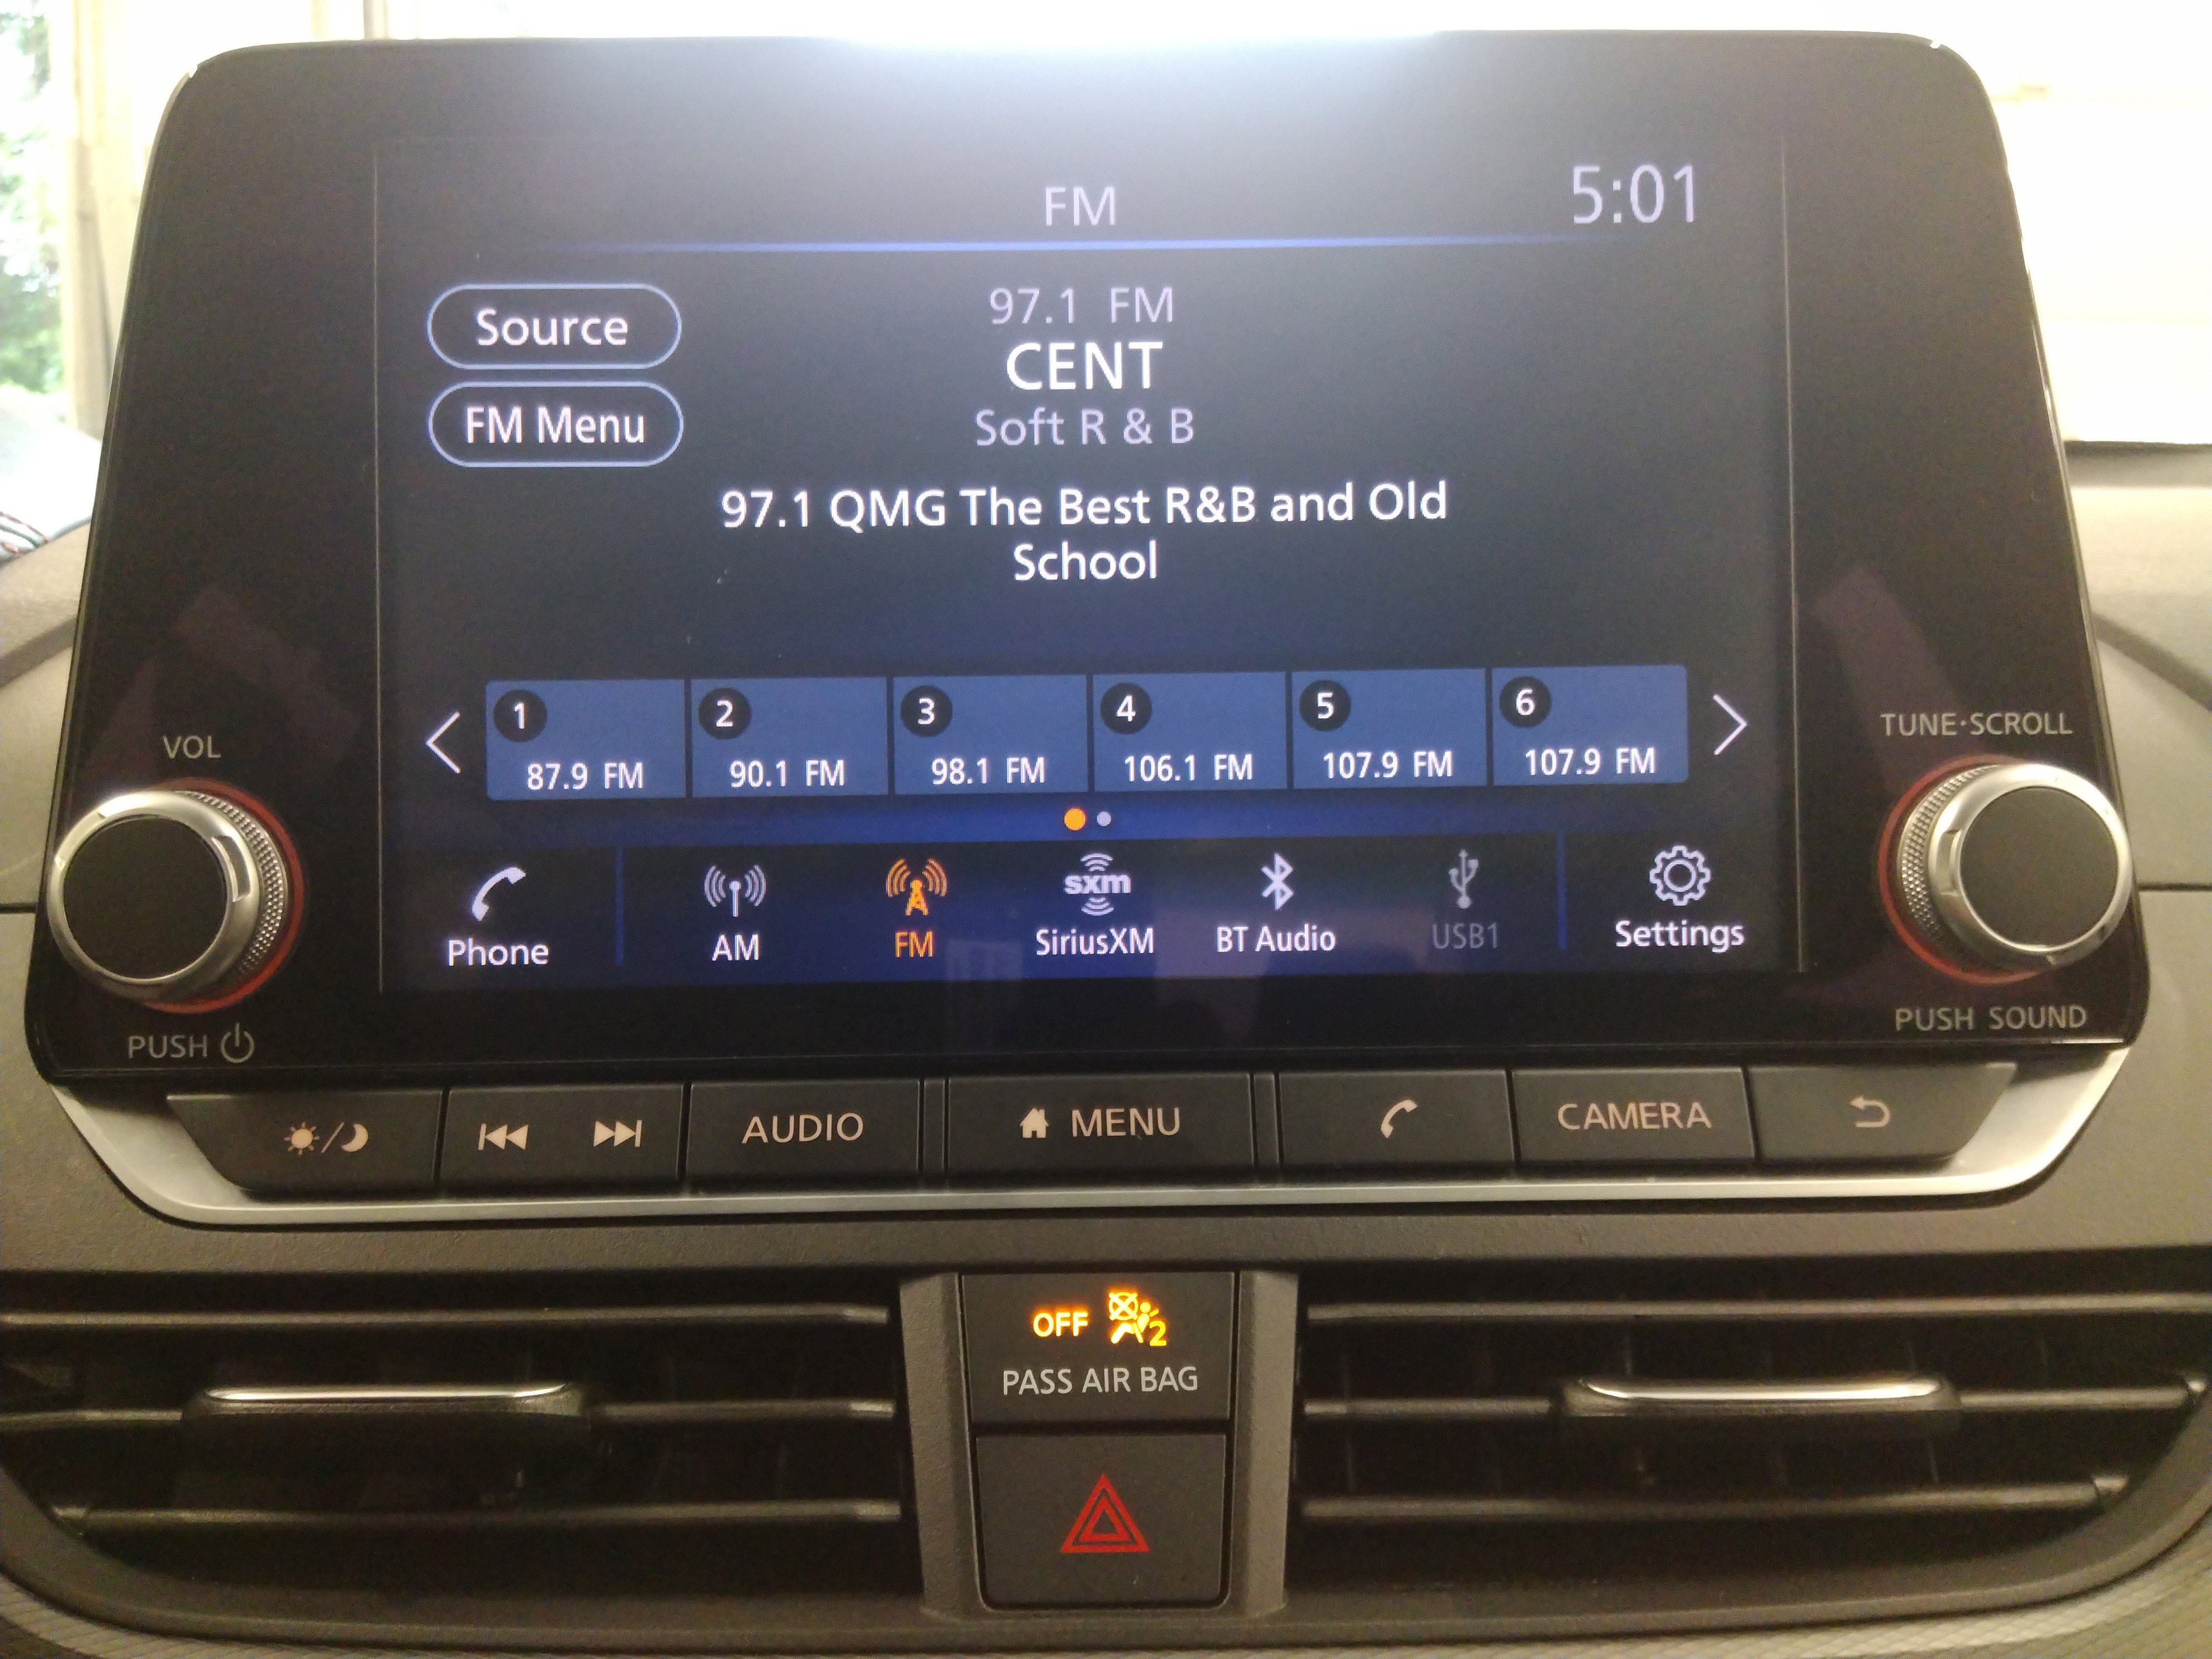 FM
5:01
Source
97.1 FM
CENT
FM Menu
Soft R & B
97.1 QMG The Best R&B and Old
School
1
2
3
4
5
6
87.9 FM
90.1 FM
98.1 FM
106.1 FM
107.9 FM
107.9 FM
VOL
TUNE·SCROLL
sxm
Phone
AM
FM
SiriusXM
BT Audio
USB1
Settings
PUSH
PUSH SOUND
AUDIO
MENU
CAMERA
OFF 2
PASS AIR BAG